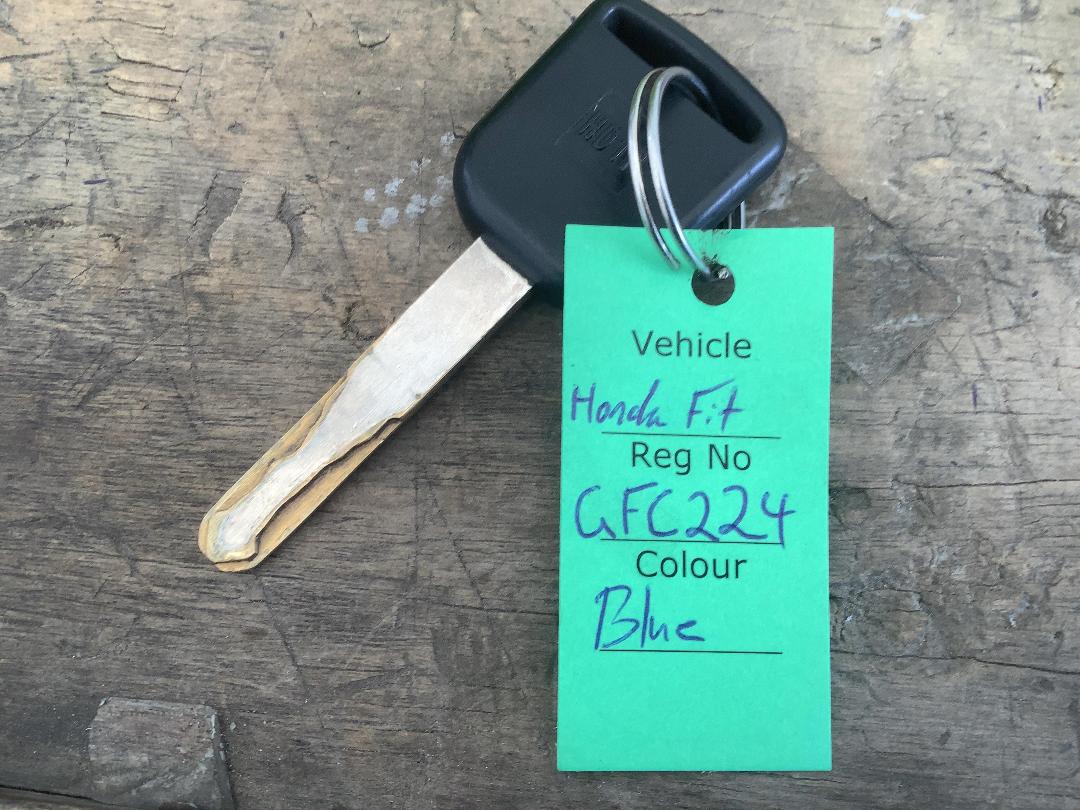 Vehicle
Honda Fit
Reg No
GFC224
Colour
Blue